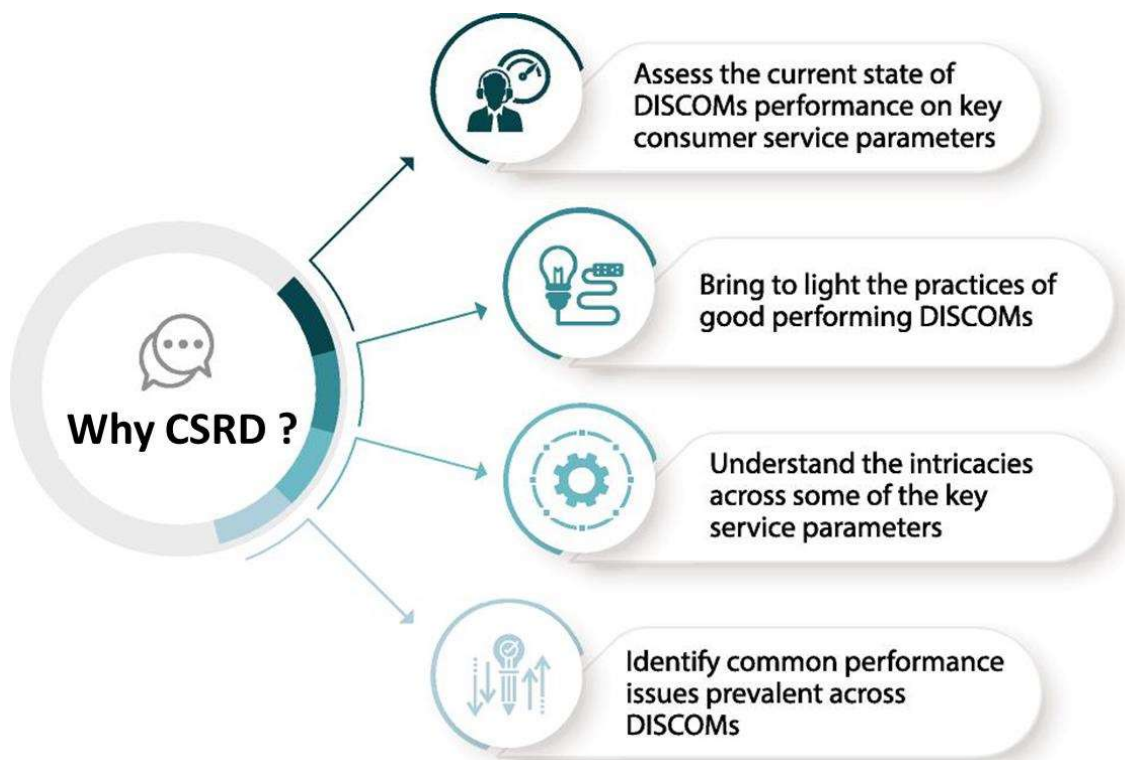 Why CSRD ?
Assess the current state of
DISCOMs performance on key
consumer service parameters
Bring to light the practices of
good performing DISCOMs
Understand the intricacies
across some of the key
service parameters
Identify common performance
issues prevalent across
DISCOMs